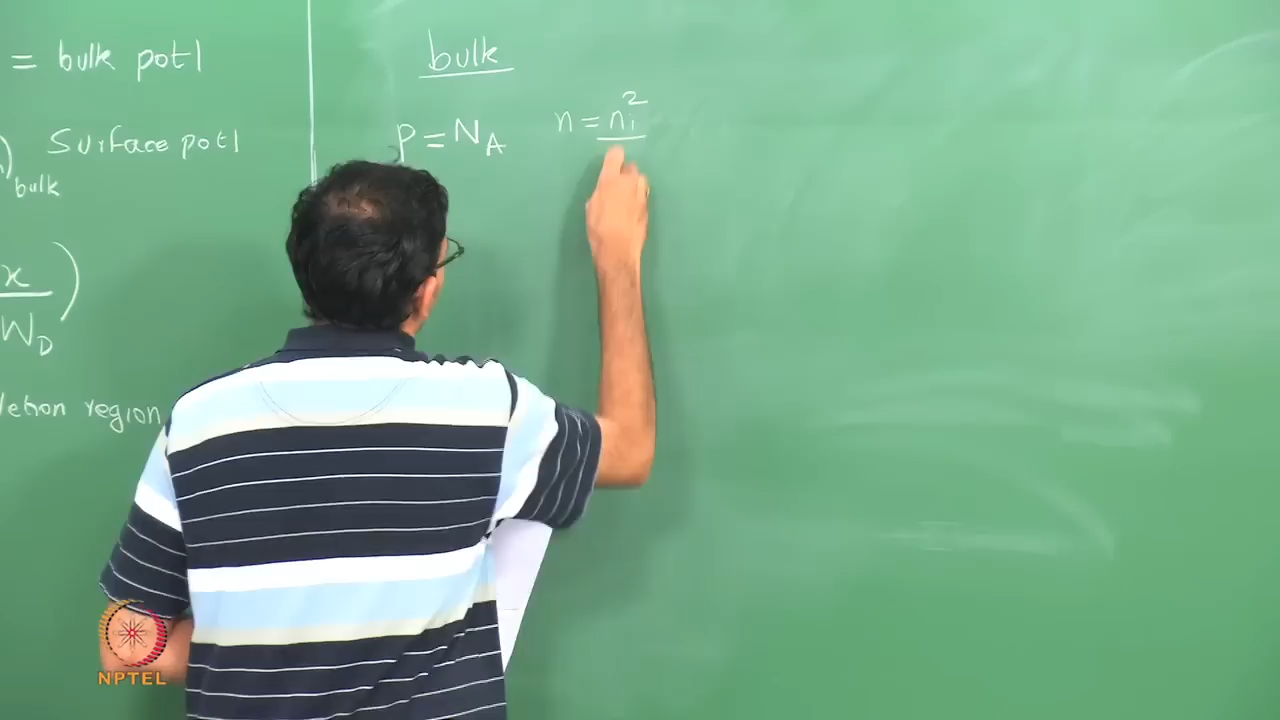 = bulk potl
) Surface potl
bulk
x
W_D
)
letion region
bulk
p = N_A
n = n_i^2
NPTEL